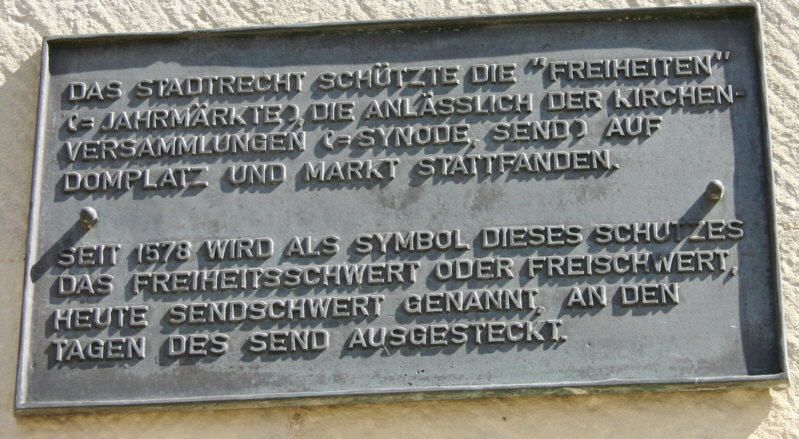 DAS STADTRECHT SCHÜTZTE DIE "FREIHEITEN"
(=JAHRMÄRKTE), DIE ANLÄSSLICH DER KIRCHEN-
VERSAMMLUNGEN (=SYNODE, SEND) AUF
DOMPLATZ UND MARKT STATTFANDEN.
SEIT 1578 WIRD ALS SYMBOL DIESES SCHUTZES
DAS FREIHEITSSCHWERT ODER FREISCHWERT,
HEUTE SENDSCHWERT GENANNT, AN DEN
TAGEN DES SEND AUSGESTECKT.